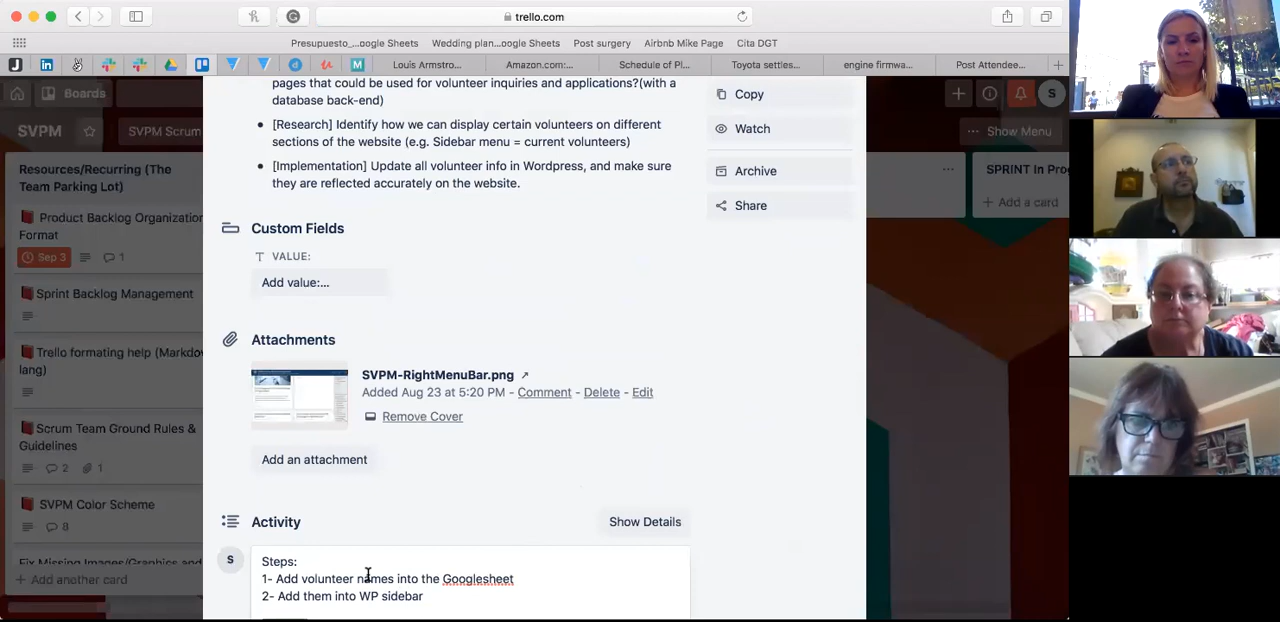 trello.com
Presupuesto_...oogle Sheets
Wedding plan...oogle Sheets
Post surgery
Airbnb Mike Page
Cita DGT
Louis Armstro...
Amazon.com:...
Schedule of Pl...
Toyota settles...
engine firmwa...
Post Attendee...
Boards
S
SVPM
SVPM Scrum
Show Menu
Resources/Recurring (The
Team Parking Lot)
Product Backlog Organization
Format
Sep 3
1
Sprint Backlog Management
Trello formating help (Markdow
lang)
Scrum Team Ground Rules &
Guidelines
2
1
SVPM Color Scheme
8
Fix Missing Images/Graphics and
+ Add another card
pages that could be used for volunteer inquiries and applications?(with a
database back-end)
[Research] Identify how we can display certain volunteers on different
sections of the website (e.g. Sidebar menu = current volunteers)
[Implementation] Update all volunteer info in Wordpress, and make sure
they are reflected accurately on the website.
Custom Fields
VALUE:
Add value:...
Attachments
SVPM-RightMenuBar.png
Added Aug 23 at 5:20 PM - Comment - Delete - Edit
Remove Cover
Add an attachment
Activity
Show Details
S
Steps:
1- Add volunteer names into the Googlesheet
2- Add them into WP sidebar
Copy
Watch
Archive
Share
SPRINT In Prog
+ Add a card